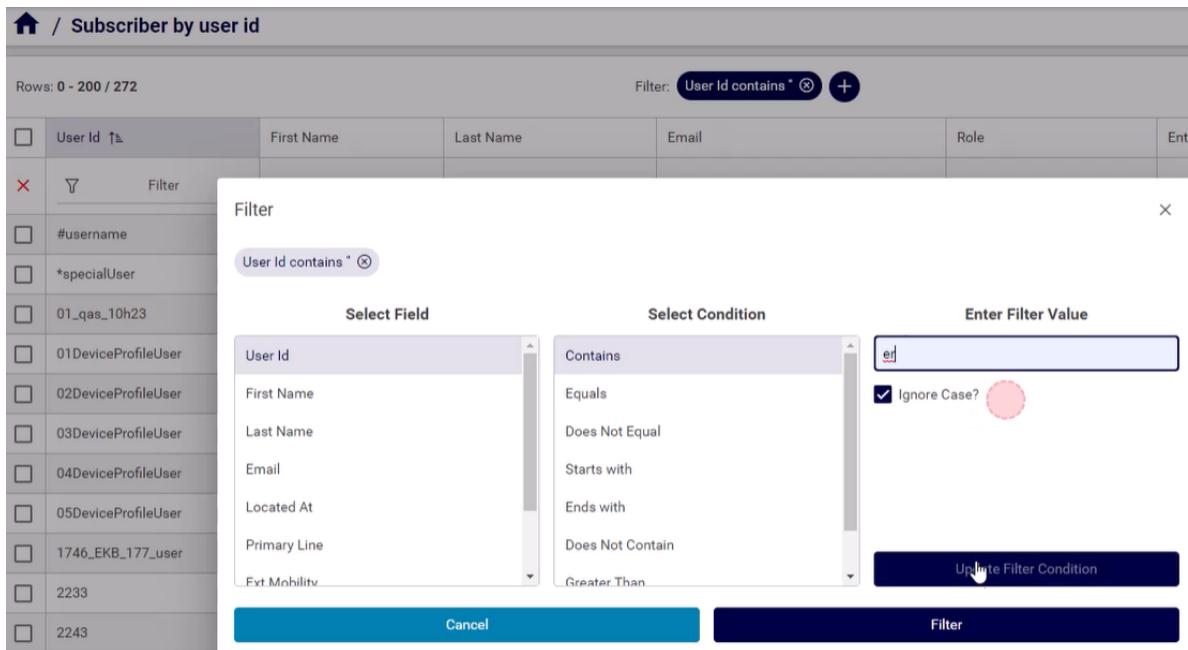 / Subscriber by user id
Rows: 0 - 200 / 272
Filter: User Id contains " +
User Id First Name Last Name Email Role Ent
Filter
#username
*specialUser
01_qas_10h23
01DeviceProfileUser
02DeviceProfileUser
03DeviceProfileUser
04DeviceProfileUser
05DeviceProfileUser
1746_EKB_177_user
2233
2243
Filter
User Id contains "
Select Field
User Id
First Name
Last Name
Email
Located At
Primary Line
Ext Mobility
Select Condition
Contains
Equals
Does Not Equal
Starts with
Ends with
Does Not Contain
Greater Than
Enter Filter Value
er
Ignore Case?
Update Filter Condition
Cancel
Filter